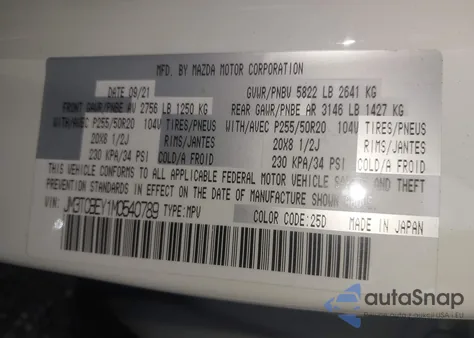 MFD. BY MAZDA MOTOR CORPORATION
DATE 09/21 GVWR/PNBV 5822 LB 2641 KG
FRONT GAWR/PNBE AV 2756 LB 1250 KG REAR GAWR/PNBE AR 3146 LB 1427 KG
WITH/AVEC P255/50R20 104V TIRES/PNEUS WITH/AVEC P255/50R20 104V TIRES/PNEUS
20X8 1/2J RIMS/JANTES 20X8 1/2J RIMS/JANTES
230 KPA/34 PSI COLD/A FROID 230 KPA/34 PSI COLD/A FROID
THIS VEHICLE CONFORMS TO ALL APPLICABLE FEDERAL MOTOR VEHICLE SAFETY AND THEFT
PREVENTION STANDARDS IN EFFECT ON THE DATE OF MANUFACTURE SHOWN ABOVE.
VIN: JM3TCBEY1M0540789 TYPE:MPV COLOR CODE:25D MADE IN JAPAN
autoSnap